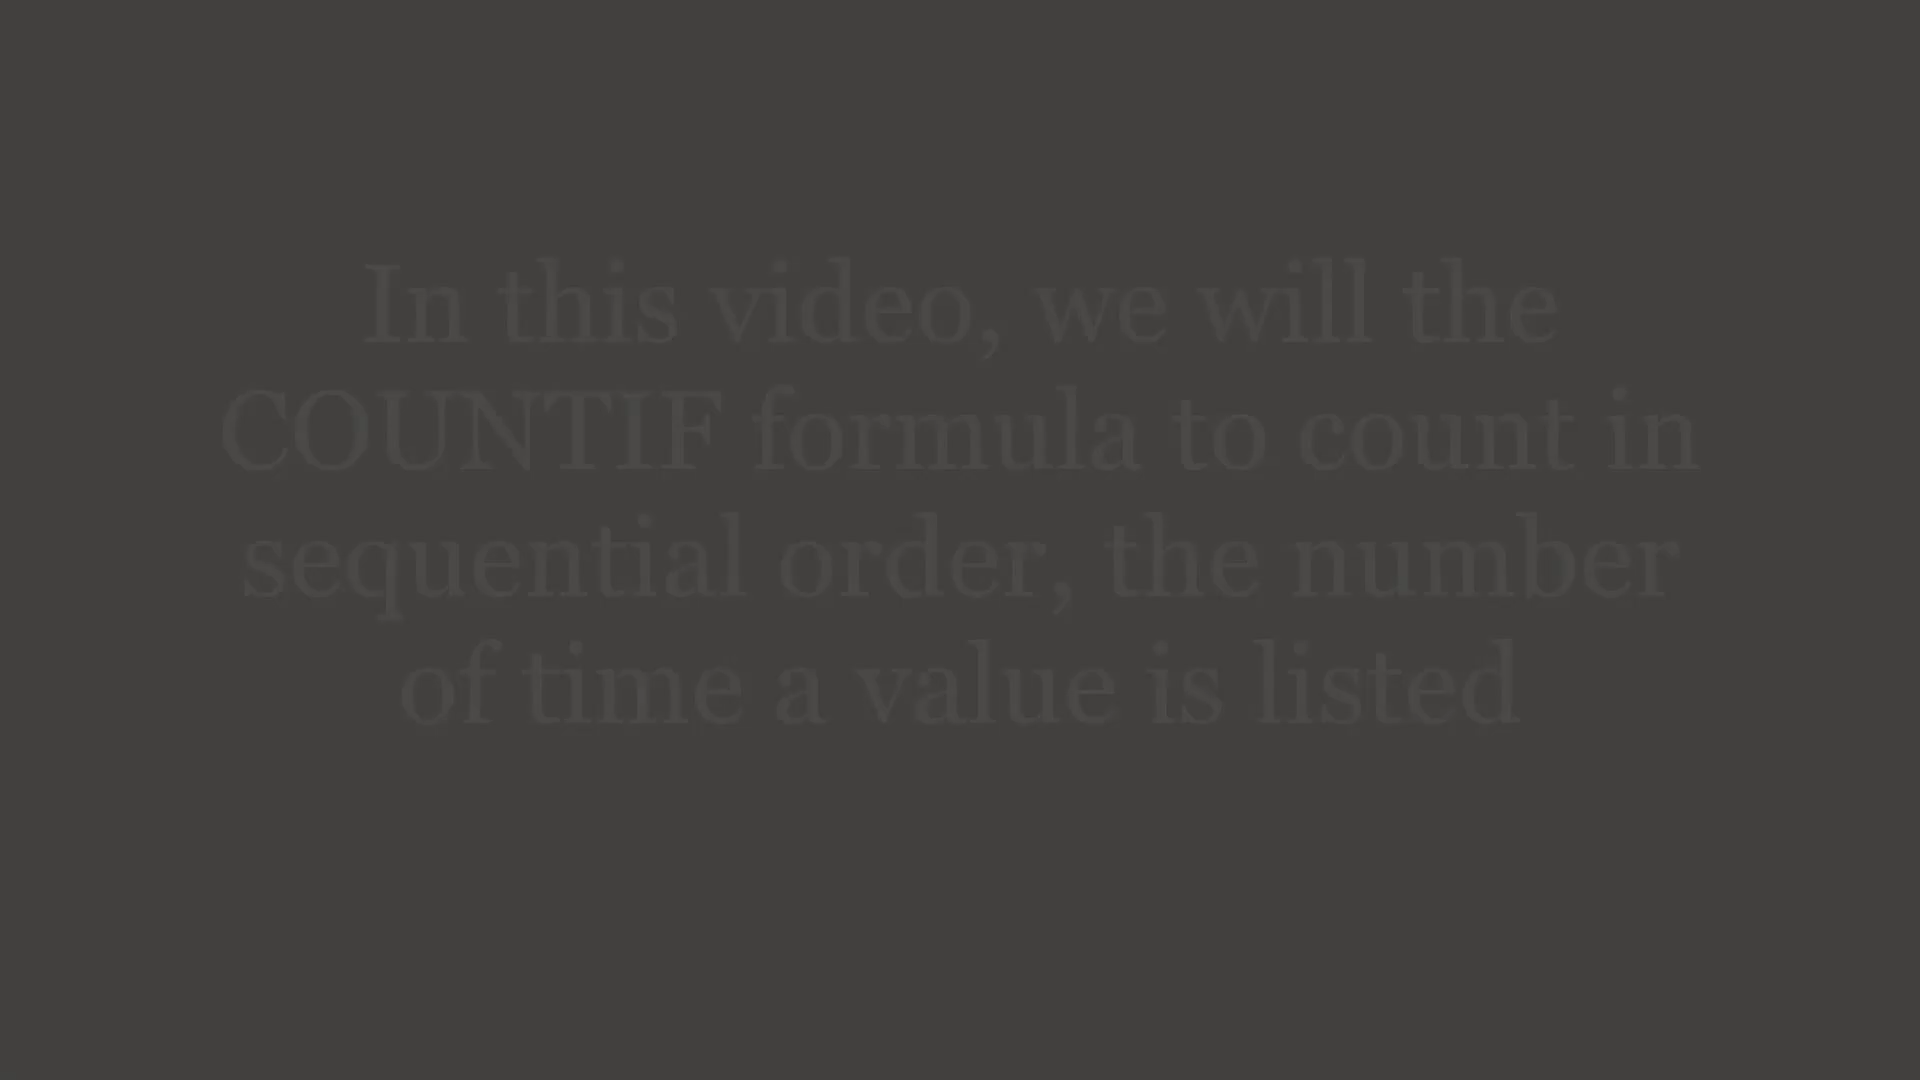 In this video, we will the
COUNTIF formula to count in
sequential order, the number
of time a value is listed